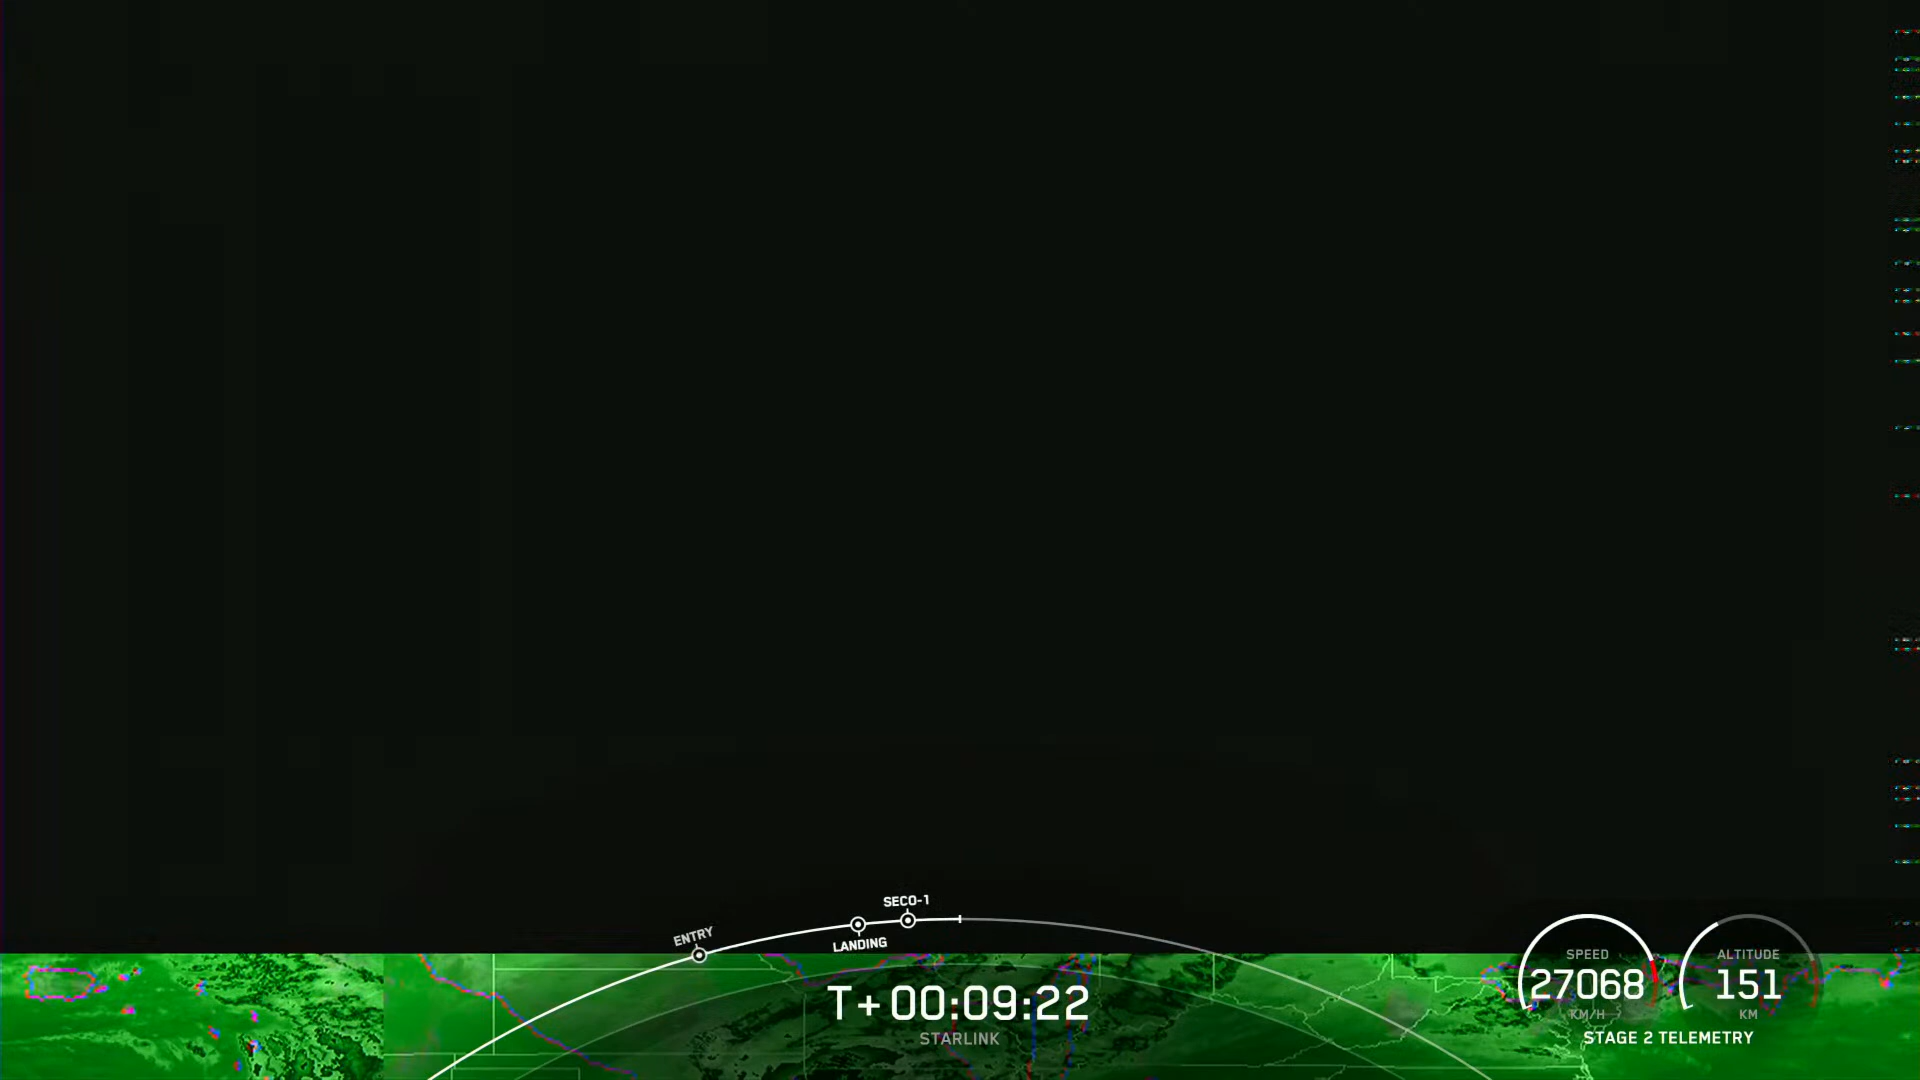 SECO-1
ENTRY
LANDING
T+00:09:22
STARLINK
SPEED
27068
KM/H
ALTITUDE
151
KM
STAGE 2 TELEMETRY